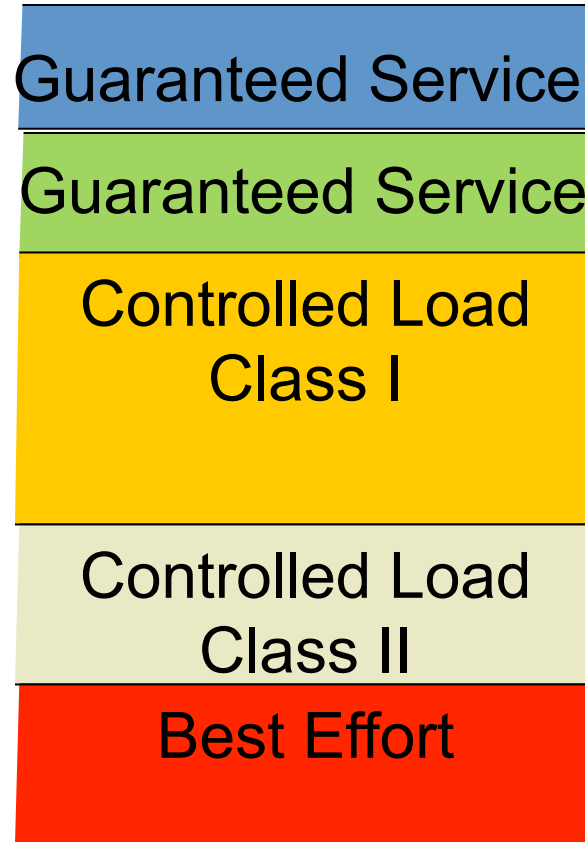 Guaranteed Service
Guaranteed Service
Controlled Load
Class I
Controlled Load
Class II
Best Effort